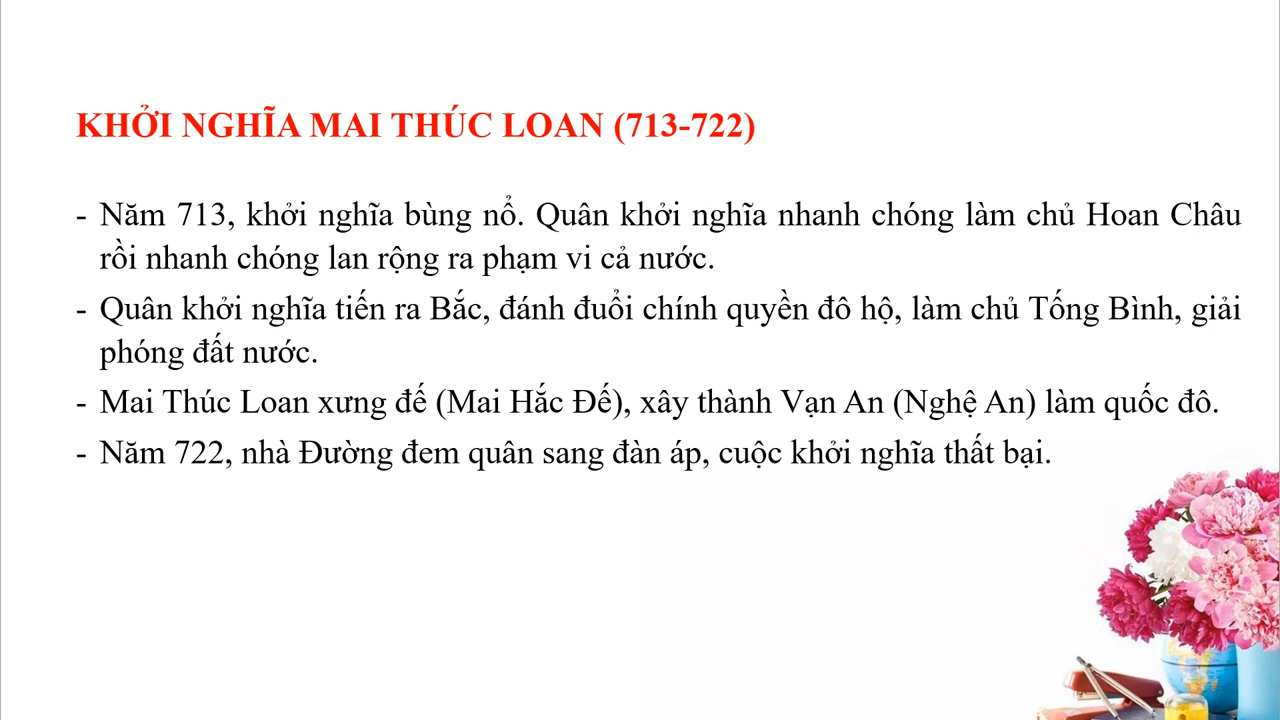 KHỞI NGHĨA MAI THÚC LOAN (713-722)
- Năm 713, khởi nghĩa bùng nổ. Quân khởi nghĩa nhanh chóng làm chủ Hoan Châu
rồi nhanh chóng lan rộng ra phạm vi cả nước.
- Quân khởi nghĩa tiến ra Bắc, đánh đuổi chính quyền đô hộ, làm chủ Tống Bình, giải
phóng đất nước.
- Mai Thúc Loan xưng đế (Mai Hắc Đế), xây thành Vạn An (Nghệ An) làm quốc đô.
- Năm 722, nhà Đường đem quân sang đàn áp, cuộc khởi nghĩa thất bại.